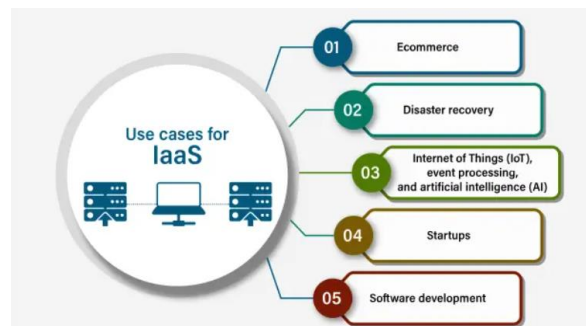 Use cases for
IaaS
01
Ecommerce
02
Disaster recovery
03
Internet of Things (IoT),
event processing,
and artificial intelligence (AI)
04
Startups
05
Software development